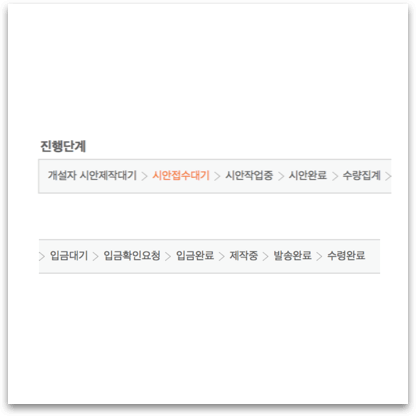 진행단계
개설자 시안제작대기 > 시안접수대기 > 시안작업중 > 시안완료 > 수량집계 >
> 입금대기 > 입금확인요청 > 입금완료 > 제작중 > 발송완료 > 수령완료